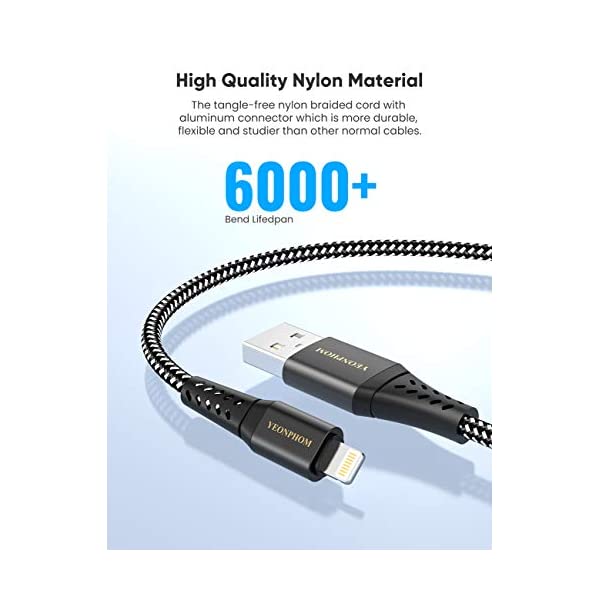 High Quality Nylon Material
The tangle-free nylon braided cord with
aluminum connector which is more durable,
flexible and studier than other normal cables.
6000+
Bend Lifedpan
YEONPHOM
YEONPHOM